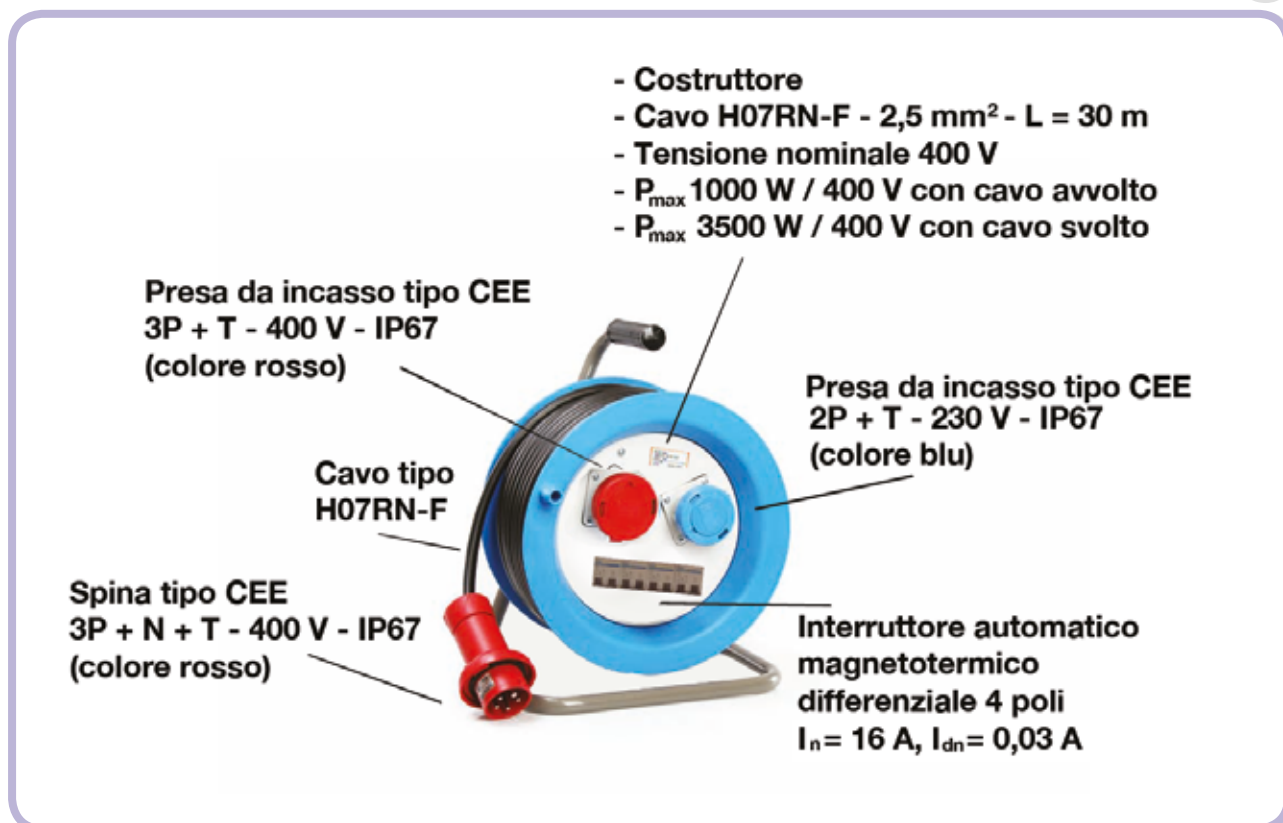 - Costruttore
- Cavo H07RN-F - 2,5 mm² - L = 30 m
- Tensione nominale 400 V
- Pmax 1000 W / 400 V con cavo avvolto
- Pmax 3500 W / 400 V con cavo svolto
Presa da incasso tipo CEE
3P + T - 400 V - IP67
(colore rosso)
Presa da incasso tipo CEE
2P + T - 230 V - IP67
(colore blu)
Cavo tipo
H07RN-F
Spina tipo CEE
3P + N + T - 400 V - IP67
(colore rosso)
Interruttore automatico
magnetotermico
differenziale 4 poli
In = 16 A, Idn = 0,03 A